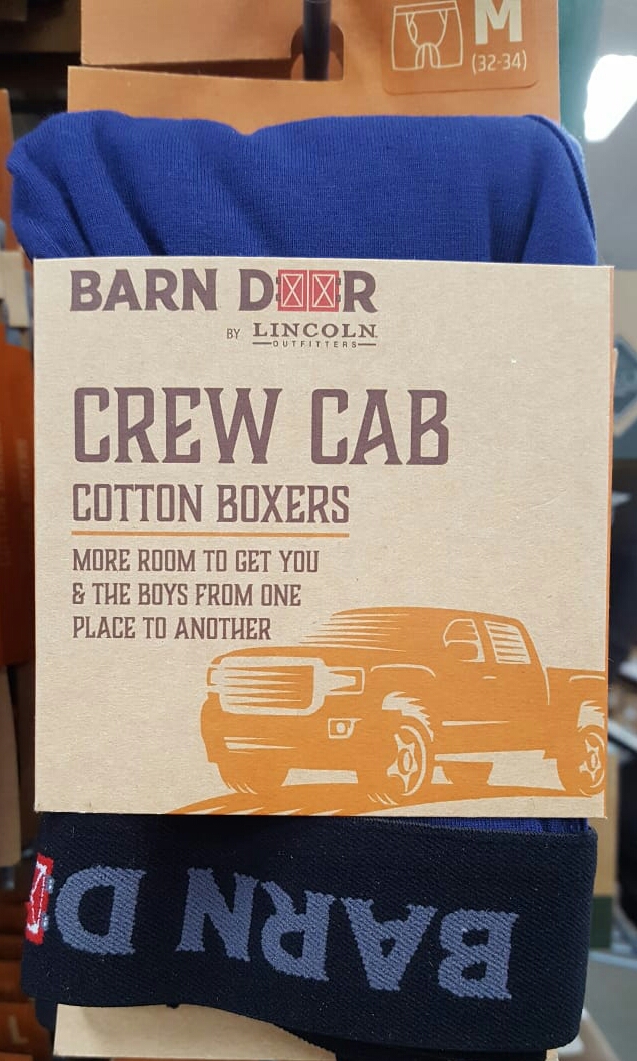 M
(32-34)
BARN DOOR
BY LINCOLN
OUTFITTERS
CREW CAB
COTTON BOXERS
MORE ROOM TO GET YOU
& THE BOYS FROM ONE
PLACE TO ANOTHER
BARN D